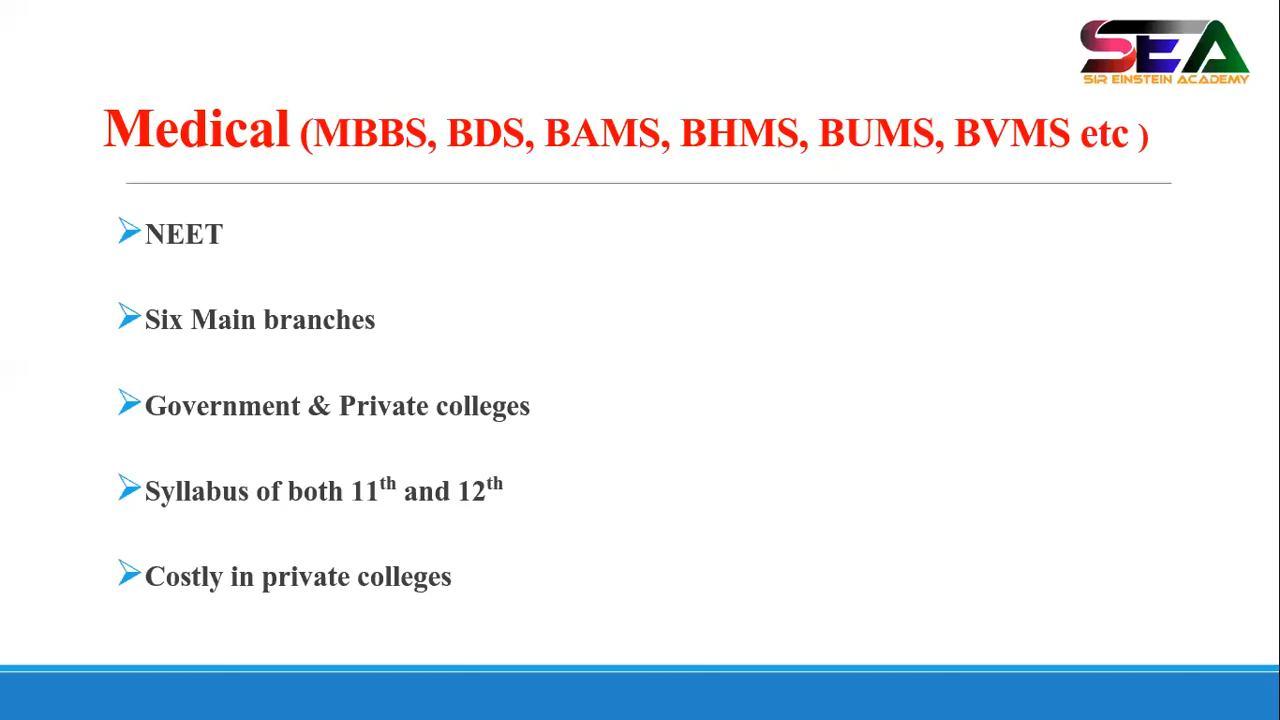 SEA
SIR EINSTEIN ACADEMY
Medical (MBBS, BDS, BAMS, BHMS, BUMS, BVMS etc )
NEET
Six Main branches
Government & Private colleges
Syllabus of both 11th and 12th
Costly in private colleges